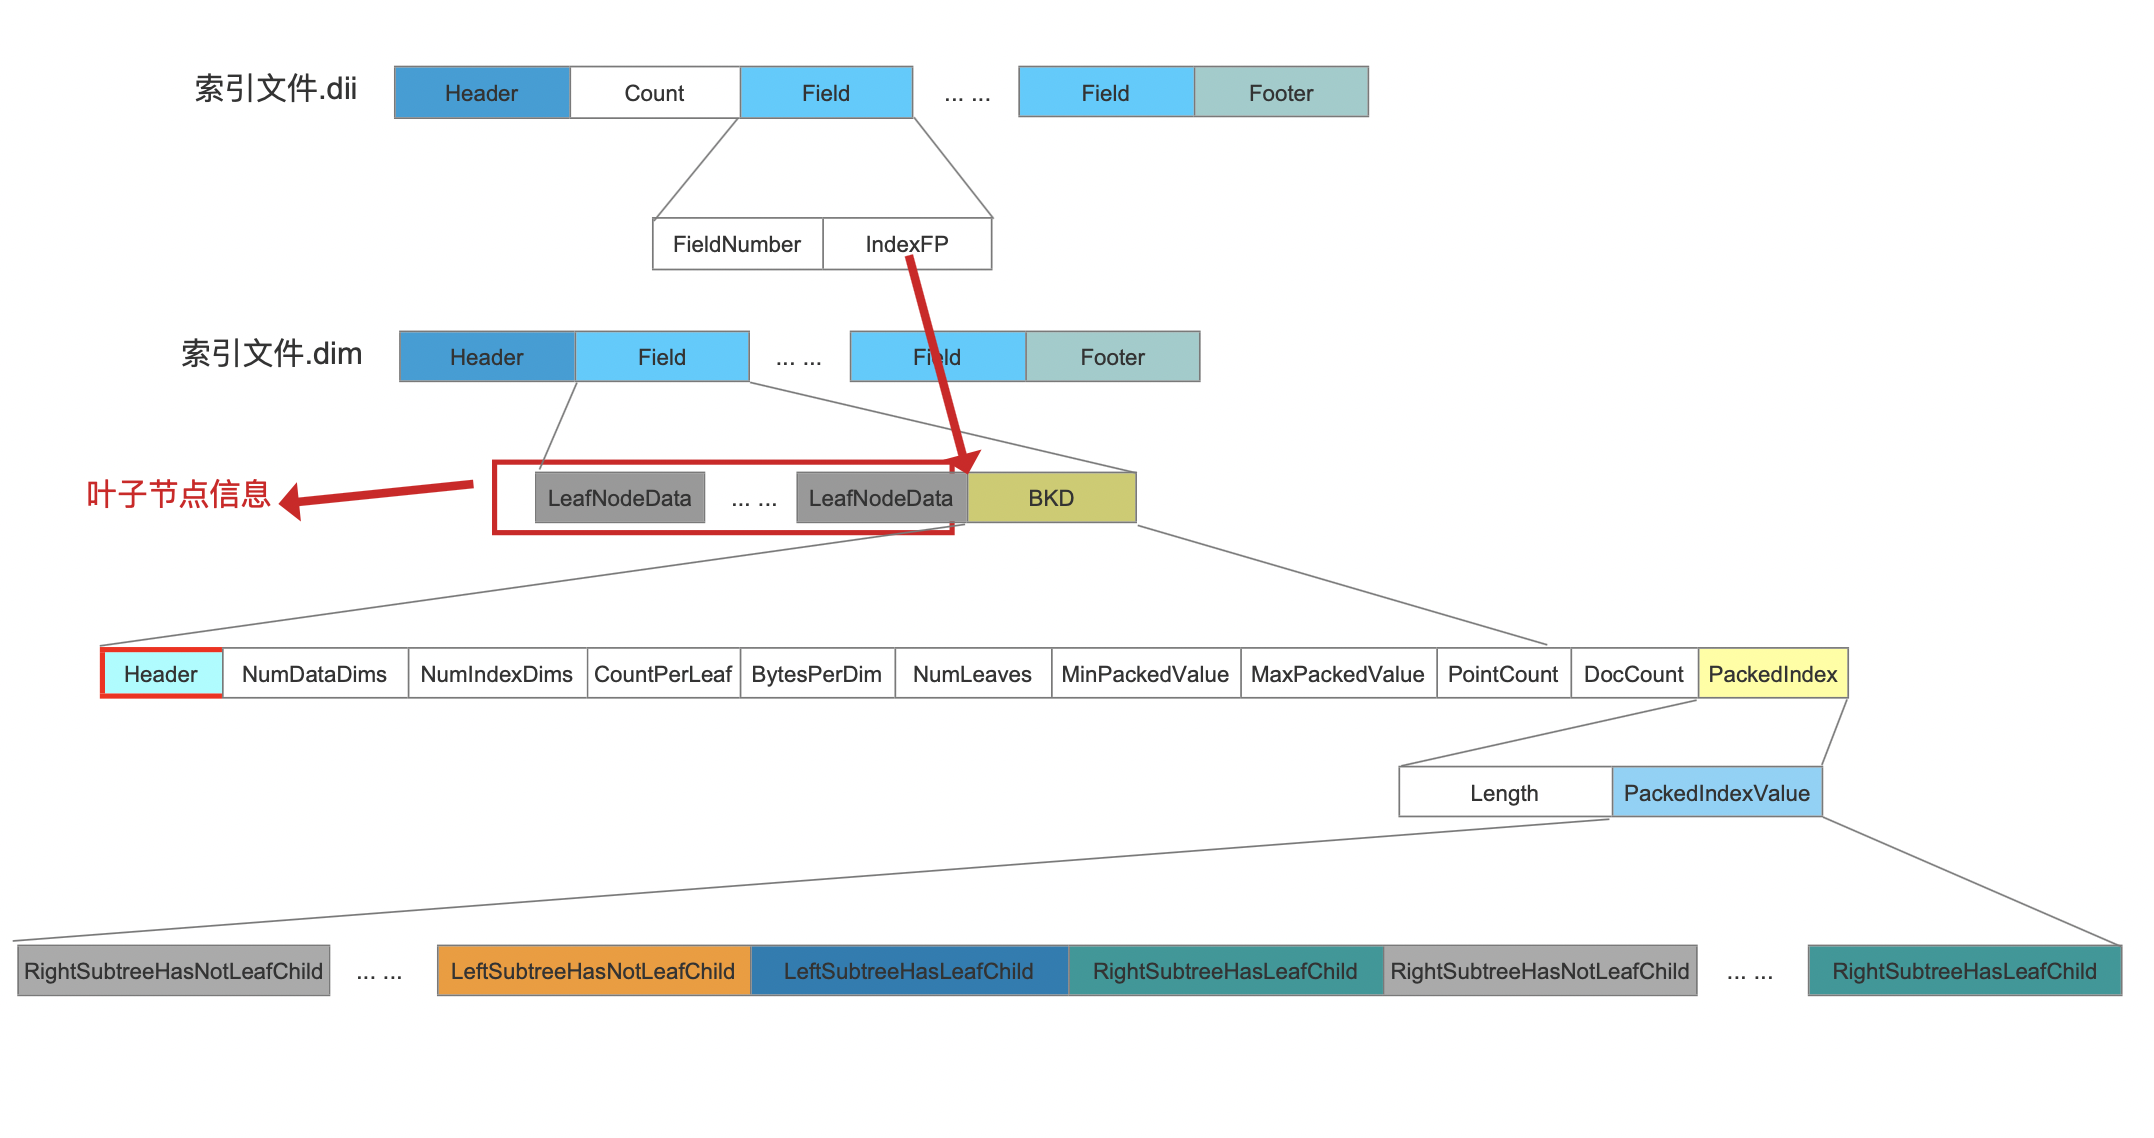 索引文件.dii Header Count Field ... ... Field Footer
FieldNumber IndexFP
索引文件.dim Header Field ... ... Field Footer
叶子节点信息 LeafNodeData ... ... LeafNodeData BKD
Header NumDataDims NumIndexDims CountPerLeaf BytesPerDim NumLeaves MinPackedValue MaxPackedValue PointCount DocCount PackedIndex
Length PackedIndexValue
RightSubtreeHasNotLeafChild ... ... LeftSubtreeHasNotLeafChild LeftSubtreeHasLeafChild RightSubtreeHasLeafChild RightSubtreeHasNotLeafChild ... ... RightSubtreeHasLeafChild